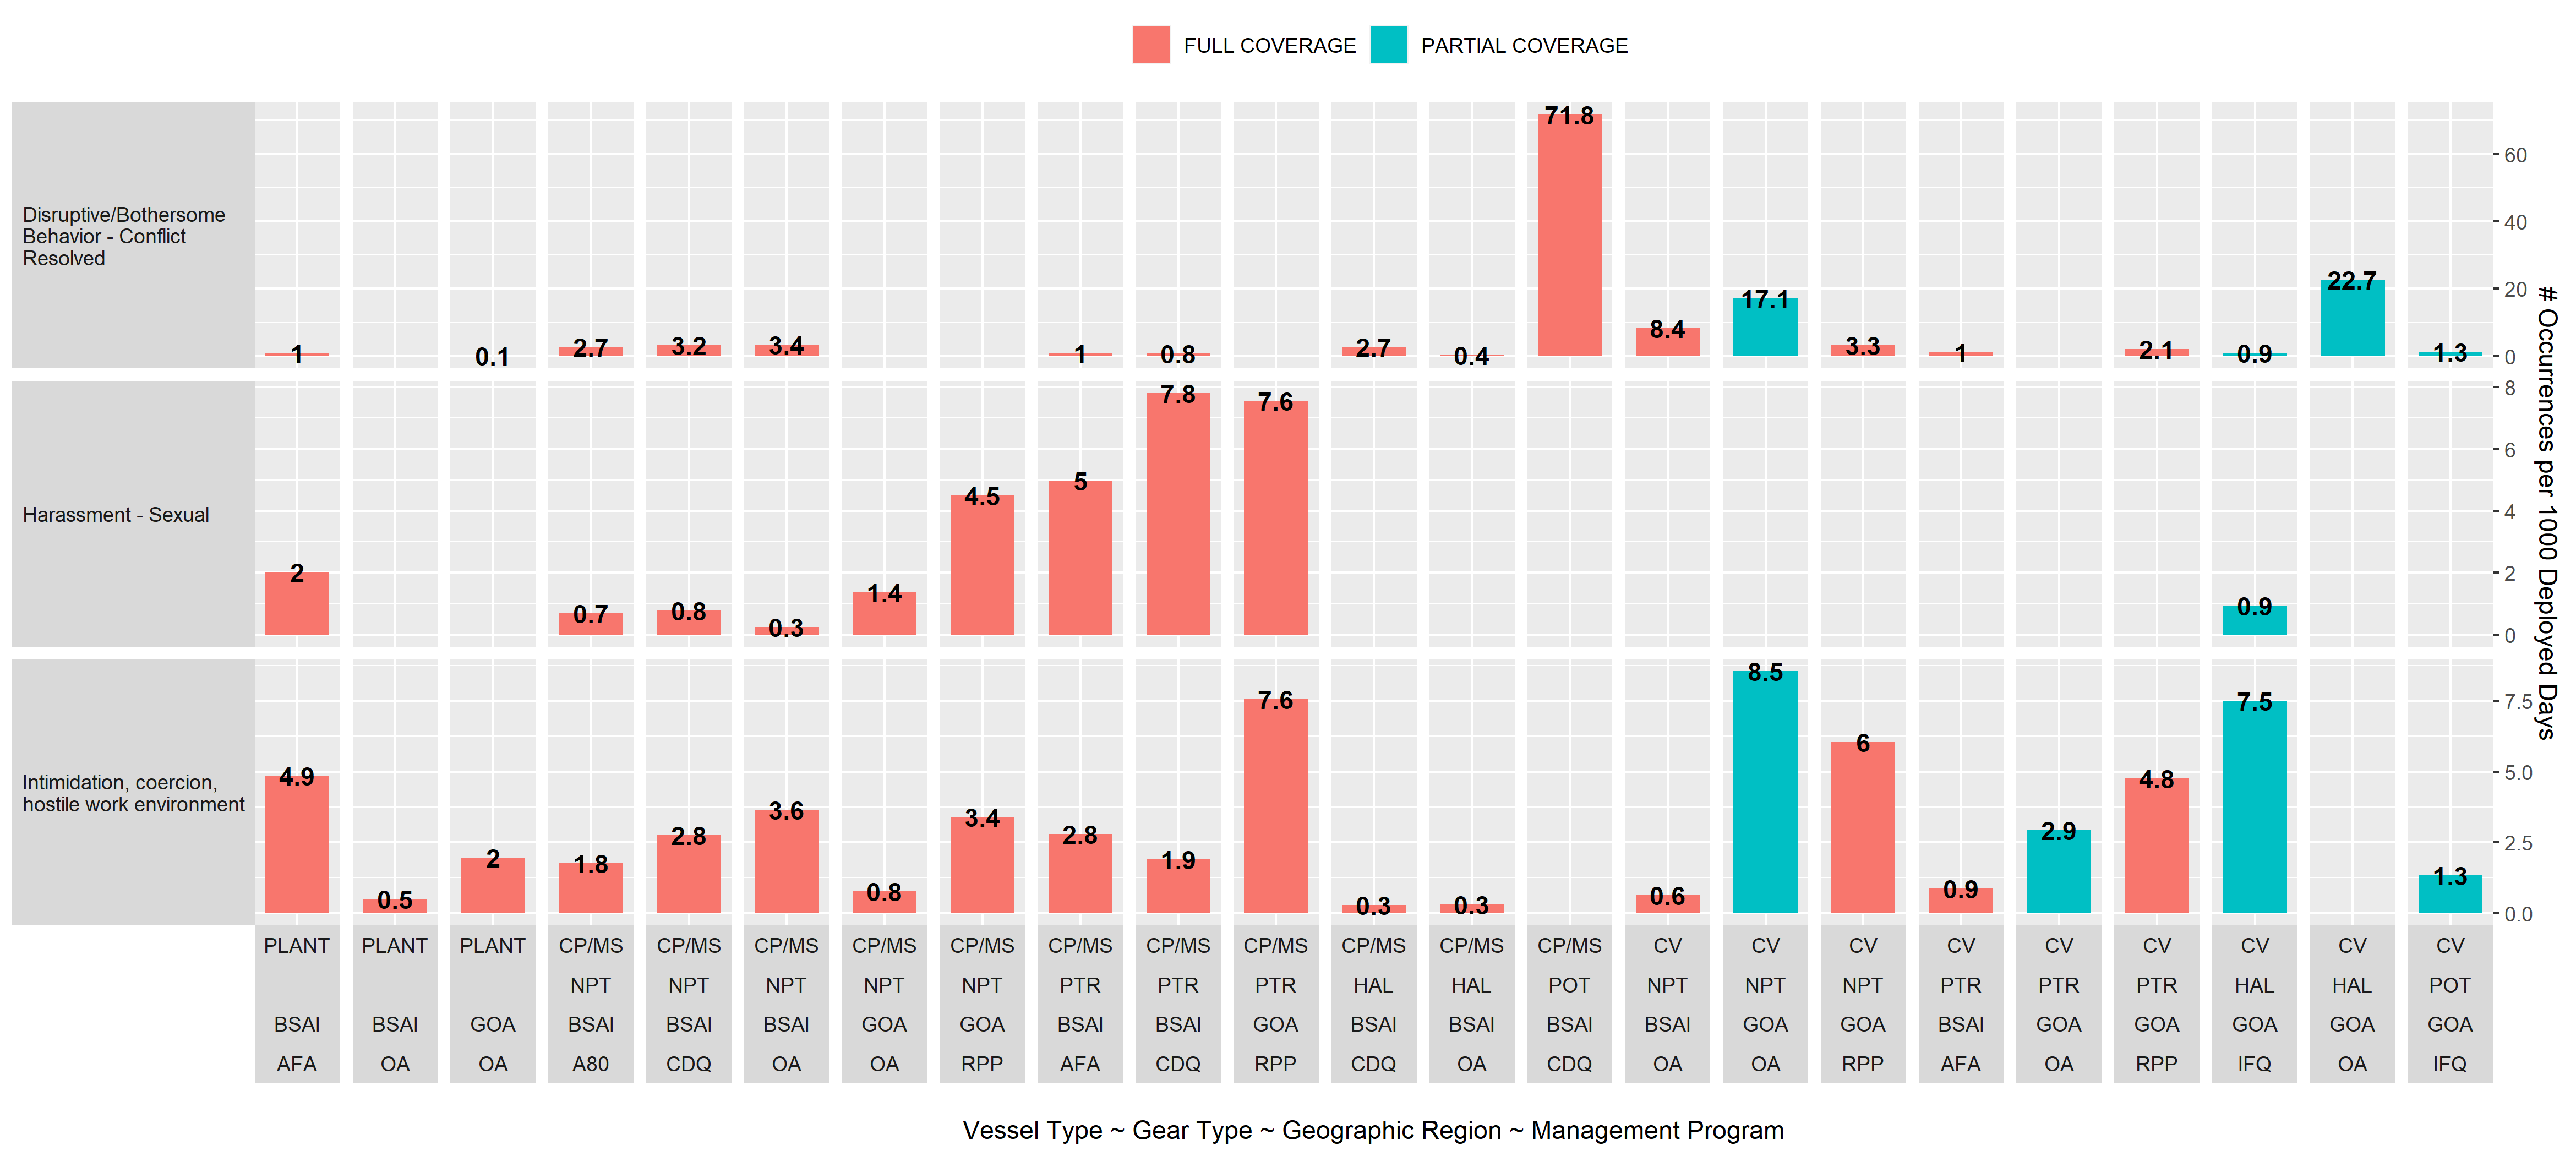 FULL COVERAGE PARTIAL COVERAGE
Disruptive/Bothersome
Behavior - Conflict
Resolved
1 0.1 2.7 3.2 3.4 1 0.8 2.7 0.4 71.8 8.4 17.1 3.3 1 2.1 0.9 22.7 1.3
60
40
20
0
Harassment - Sexual
2 0.7 0.8 0.3 1.4 4.5 5 7.8 7.6 0.9
8
6
4
2
0
Intimidation, coercion,
hostile work environment
4.9 0.5 2 1.8 2.8 3.6 0.8 3.4 2.8 1.9 7.6 0.3 0.3 0.6 8.5 6 0.9 2.9 4.8 7.5 1.3
7.5
5.0
2.5
0.0
# Occurrences per 1000 Deployed Days
PLANT PLANT PLANT CP/MS CP/MS CP/MS CP/MS CP/MS CP/MS CP/MS CP/MS CP/MS CP/MS CP/MS CV CV CV CV CV CV CV CV CV
NPT NPT NPT NPT NPT PTR PTR PTR HAL HAL POT NPT NPT NPT PTR PTR PTR HAL HAL POT
BSAI BSAI GOA BSAI BSAI BSAI GOA GOA BSAI BSAI GOA BSAI BSAI BSAI BSAI GOA GOA BSAI GOA GOA GOA GOA GOA
AFA OA OA A80 CDQ OA OA RPP AFA CDQ RPP CDQ OA CDQ OA OA RPP AFA OA RPP IFQ OA IFQ
Vessel Type ~ Gear Type ~ Geographic Region ~ Management Program